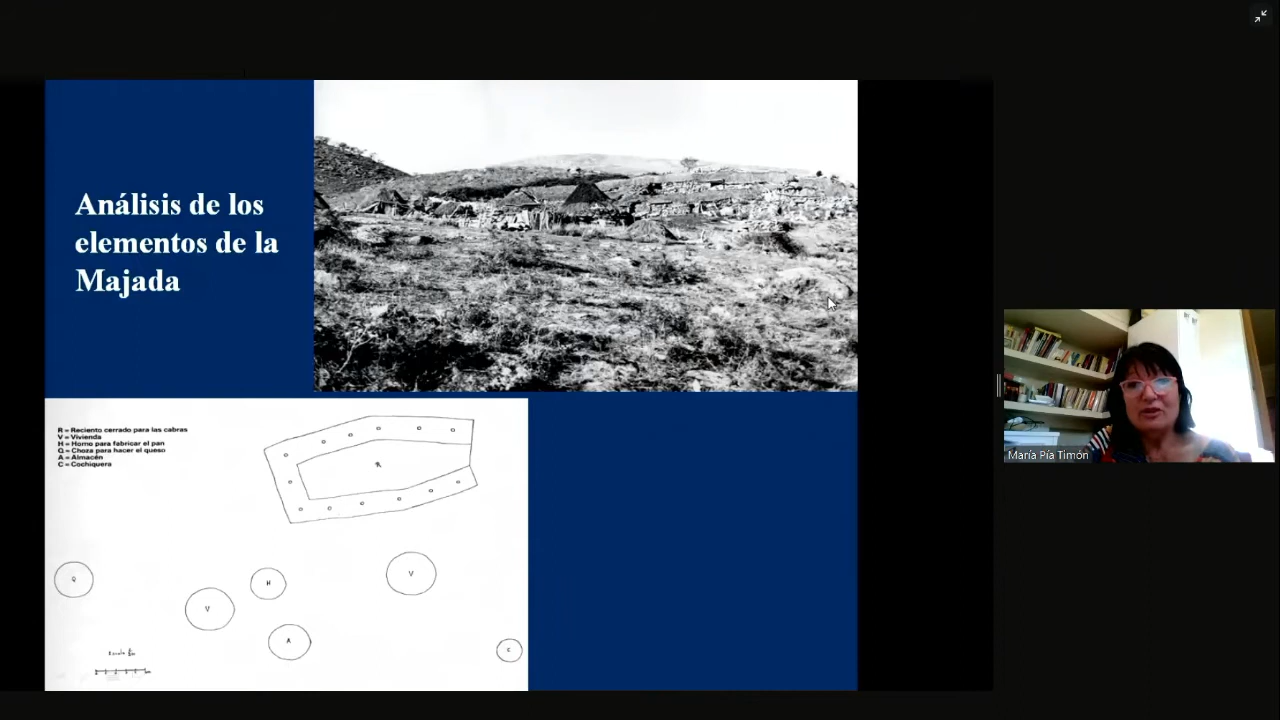 Análisis de los
elementos de la
Majada
R = Reciento cerrado para las cabras
V = Vivienda
H = Horno para fabricar el pan
Q = Choza para hacer el queso
A = Almacén
C = Cochiquera
R
Q
V
H
V
A
C
María Pía Timón